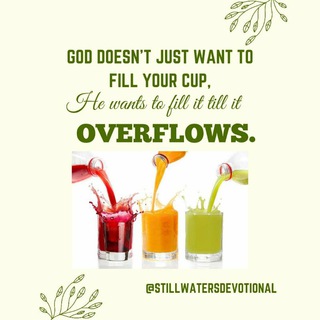 GOD DOESN'T JUST WANT TO
FILL YOUR CUP,
He wants to fill it till it
OVERFLOWS.
@STILLWATERSDEVOTIONAL